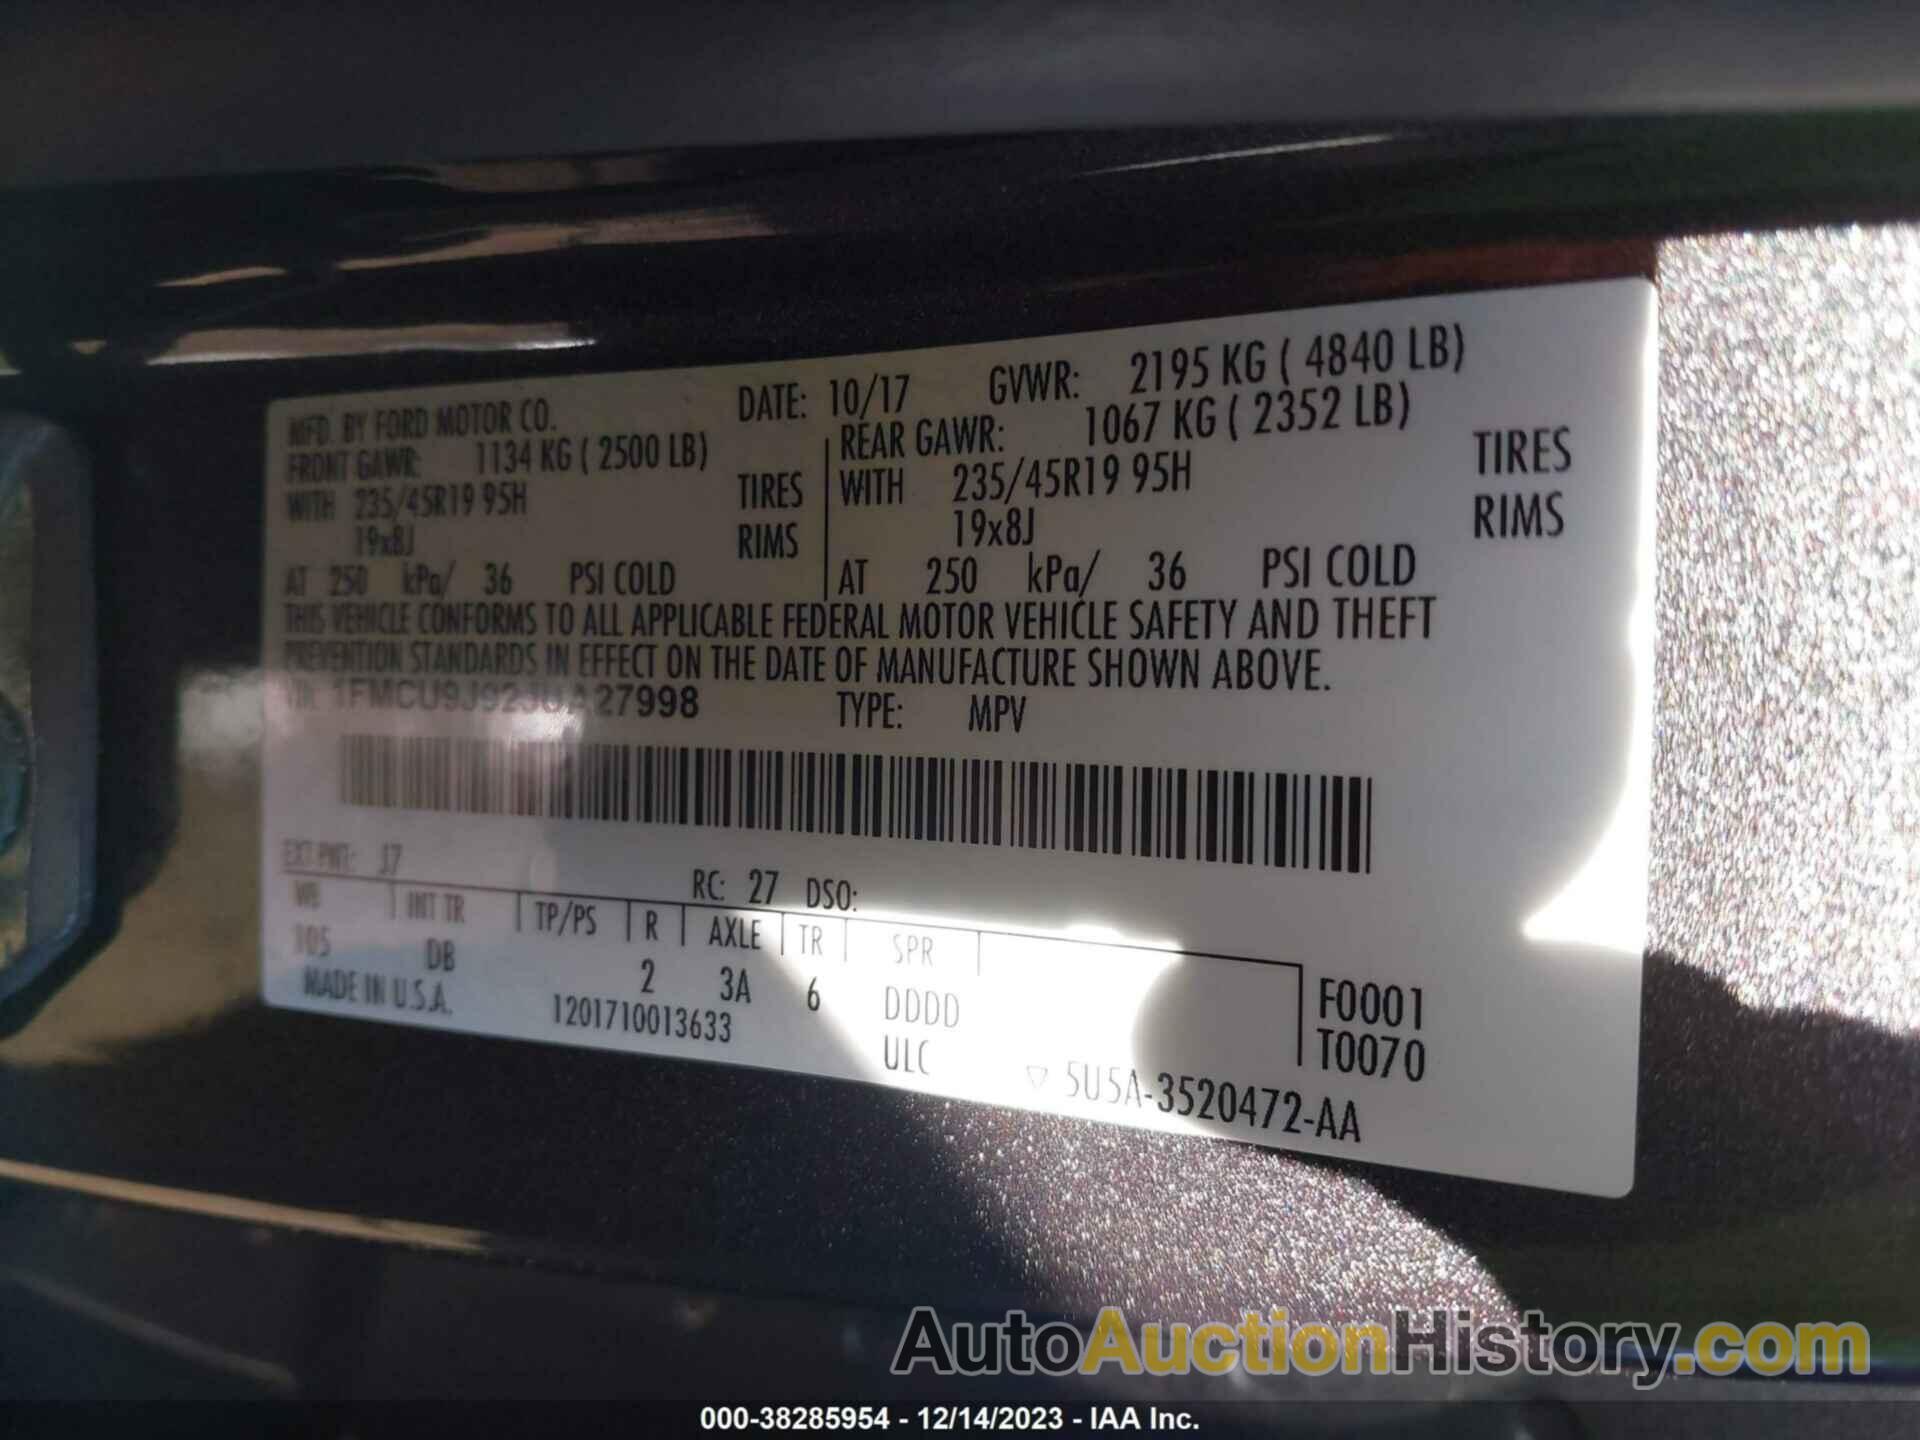 MFD. BY FORD MOTOR CO. DATE: 10/17 GVWR: 2195 KG ( 4840 LB)
FRONT GAWR: 1134 KG ( 2500 LB) REAR GAWR: 1067 KG ( 2352 LB)
WITH 235/45R19 95H TIRES WITH 235/45R19 95H TIRES
19x8J RIMS 19x8J RIMS
AT 250 kPa/ 36 PSI COLD AT 250 kPa/ 36 PSI COLD
THIS VEHICLE CONFORMS TO ALL APPLICABLE FEDERAL MOTOR VEHICLE SAFETY AND THEFT
PREVENTION STANDARDS IN EFFECT ON THE DATE OF MANUFACTURE SHOWN ABOVE.
VIN: 1FMCU9J92JUA27998 TYPE: MPV
EXT PNT: J7 RC: 27 DSO:
WB INT TR TP/PS R AXLE TR SPR
105 DB 2 3A 6 DDDD F0001
MADE IN U.S.A. 1201710013633 ULC T0070
▽ 5U5A-3520472-AA
AutoAuctionHistory.com
000-38285954 - 12/14/2023 - IAA Inc.